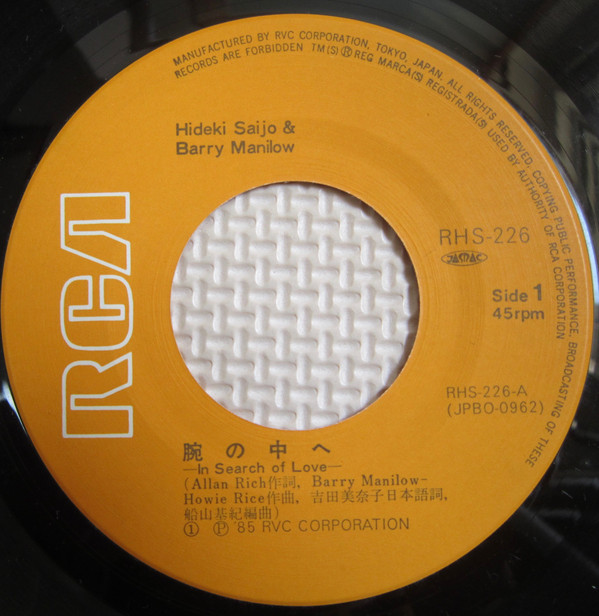 MANUFACTURED BY RVC CORPORATION, TOKYO, JAPAN. ALL RIGHTS RESERVED, COPYING PUBLIC PERFORMANCE, BROADCASTING OF THESE
RECORDS ARE FORBIDDEN TM(S)®REG MARCA(S) REGISTRADA(S) USED BY AUTHORITY OF RCA CORPORATION
Hideki Saijo &
Barry Manilow
RCA
RHS-226
JASRAC
Side 1
45rpm
RHS-226-A
(JPBO-0962)
腕の中へ
—In Search of Love—
(Allan Rich作詞, Barry Manilow-
Howie Rice作曲, 吉田美奈子日本語詞,
船山基紀編曲)
① Ⓟ '85 RVC CORPORATION